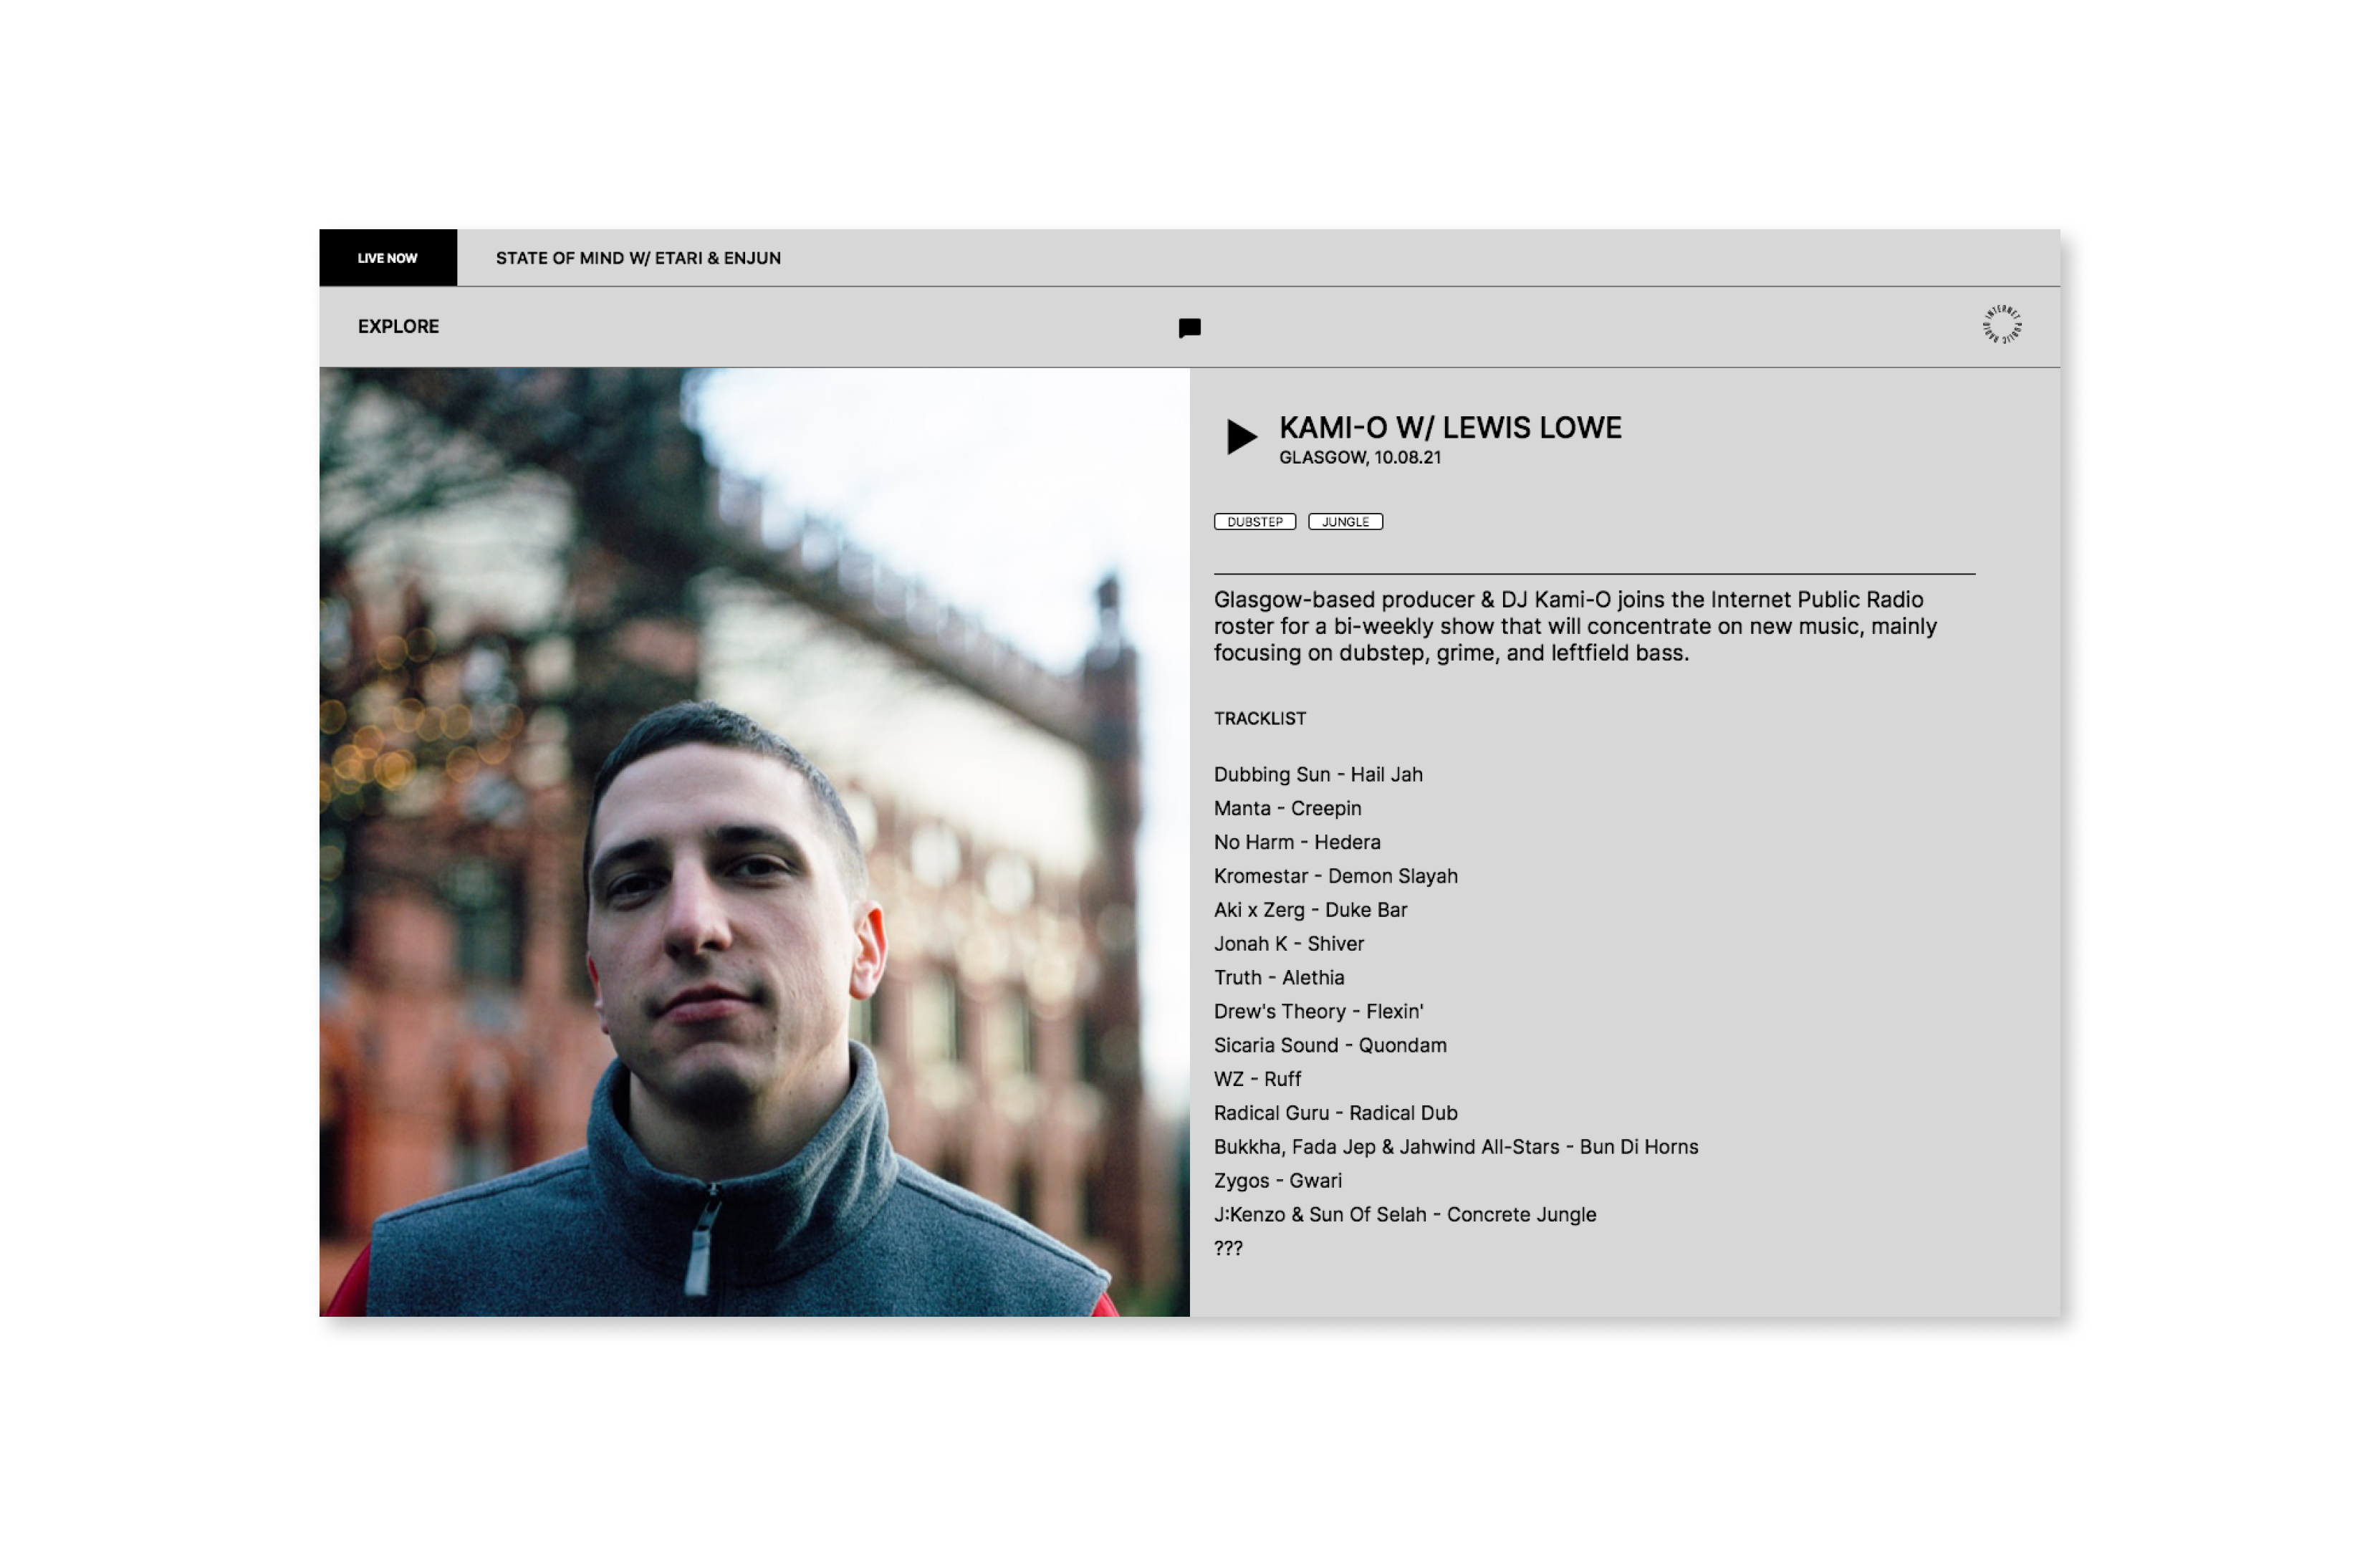 LIVE NOW
STATE OF MIND W/ ETARI & ENJUN
EXPLORE
INTERNET PUBLIC RADIO
KAMI-O W/ LEWIS LOWE
GLASGOW, 10.08.21
DUBSTEP
JUNGLE
Glasgow-based producer & DJ Kami-O joins the Internet Public Radio
roster for a bi-weekly show that will concentrate on new music, mainly
focusing on dubstep, grime, and leftfield bass.
TRACKLIST
Dubbing Sun - Hail Jah
Manta - Creepin
No Harm - Hedera
Kromestar - Demon Slayah
Aki x Zerg - Duke Bar
Jonah K - Shiver
Truth - Alethia
Drew's Theory - Flexin'
Sicaria Sound - Quondam
WZ - Ruff
Radical Guru - Radical Dub
Bukkha, Fada Jep & Jahwind All-Stars - Bun Di Horns
Zygos - Gwari
J:Kenzo & Sun Of Selah - Concrete Jungle
???